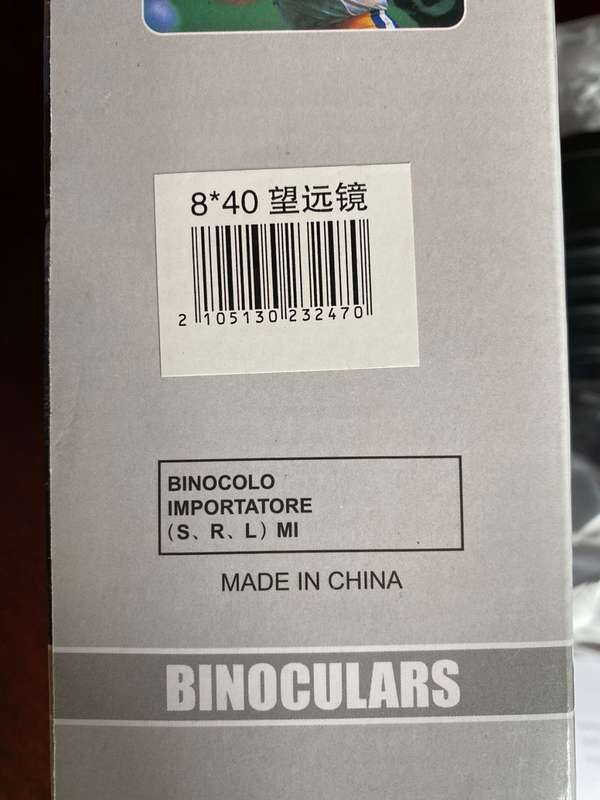 8*40 望远镜
2 105130 232470
BINOCOLO
IMPORTATORE
(S、R、L) MI
MADE IN CHINA
BINOCULARS